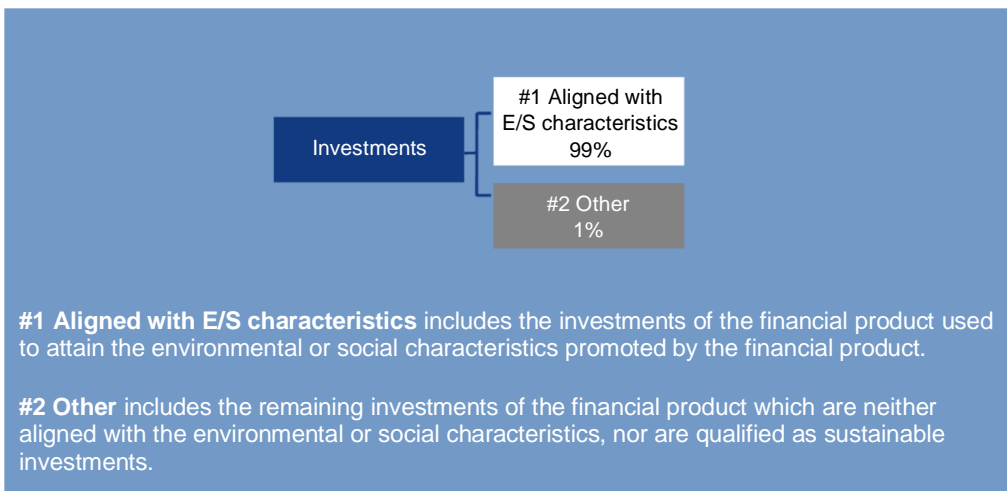 Investments
#1 Aligned with
E/S characteristics
99%
#2 Other
1%
#1 Aligned with E/S characteristics includes the investments of the financial product used
to attain the environmental or social characteristics promoted by the financial product.
#2 Other includes the remaining investments of the financial product which are neither
aligned with the environmental or social characteristics, nor are qualified as sustainable
investments.